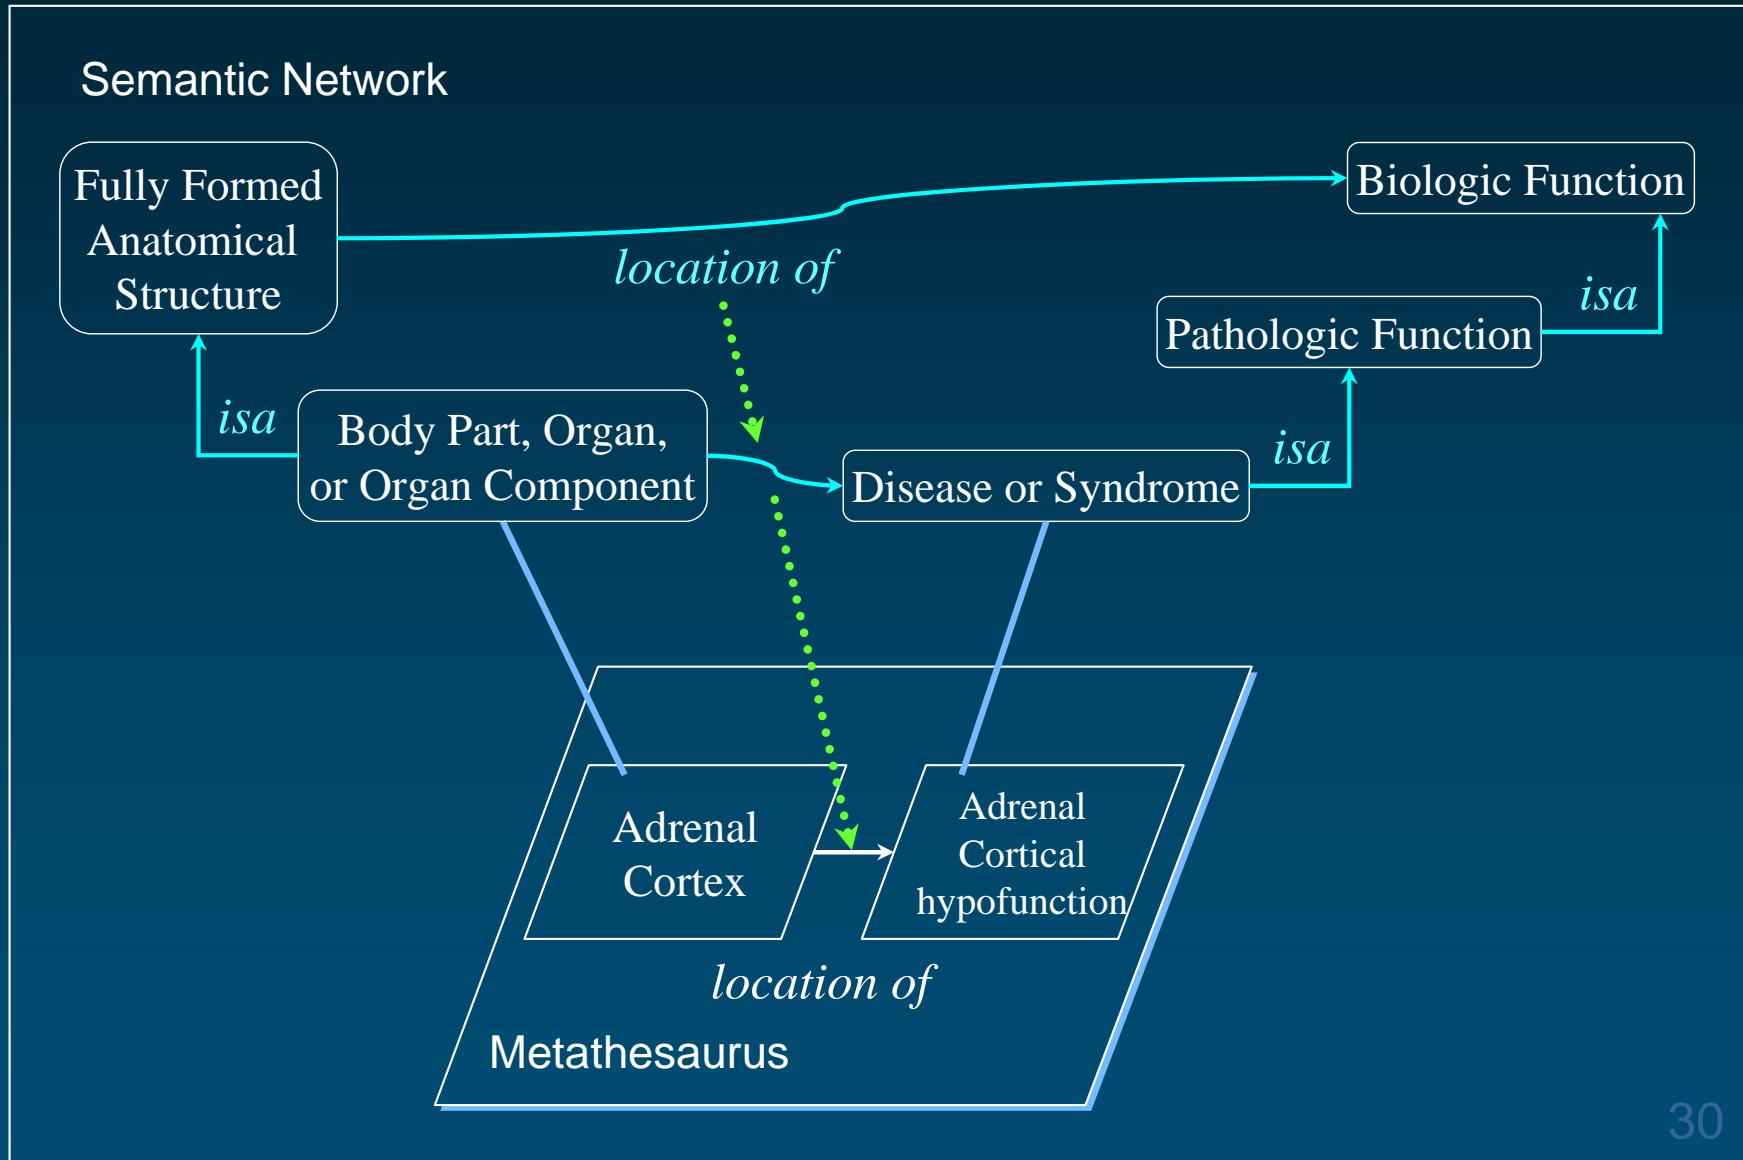 Semantic Network
Fully Formed
Anatomical
Structure
Biologic Function
location of
isa
Pathologic Function
isa
Body Part, Organ,
or Organ Component
isa
Disease or Syndrome
Adrenal
Cortex
Adrenal
Cortical
hypofunction
location of
Metathesaurus
30